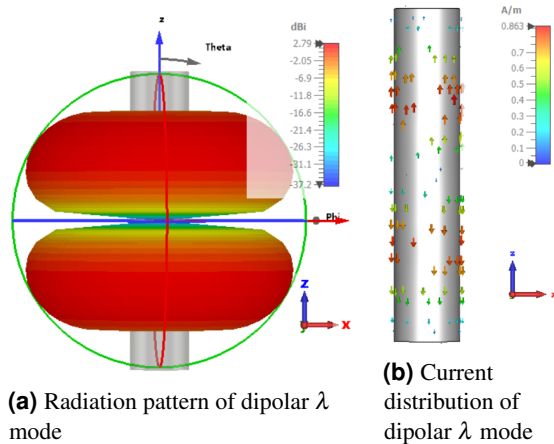 z
Theta
dBi
2.79
-2.05
-6.89
-11.7
-16.6
-21.4
-26.3
-31.1
-37.2
Phi
z
x
(a) Radiation pattern of dipolar λ
mode
A/m
0.863
0.7
0.6
0.5
0.4
0.3
0.2
0.1
0
z
x
(b) Current
distribution of
dipolar λ mode